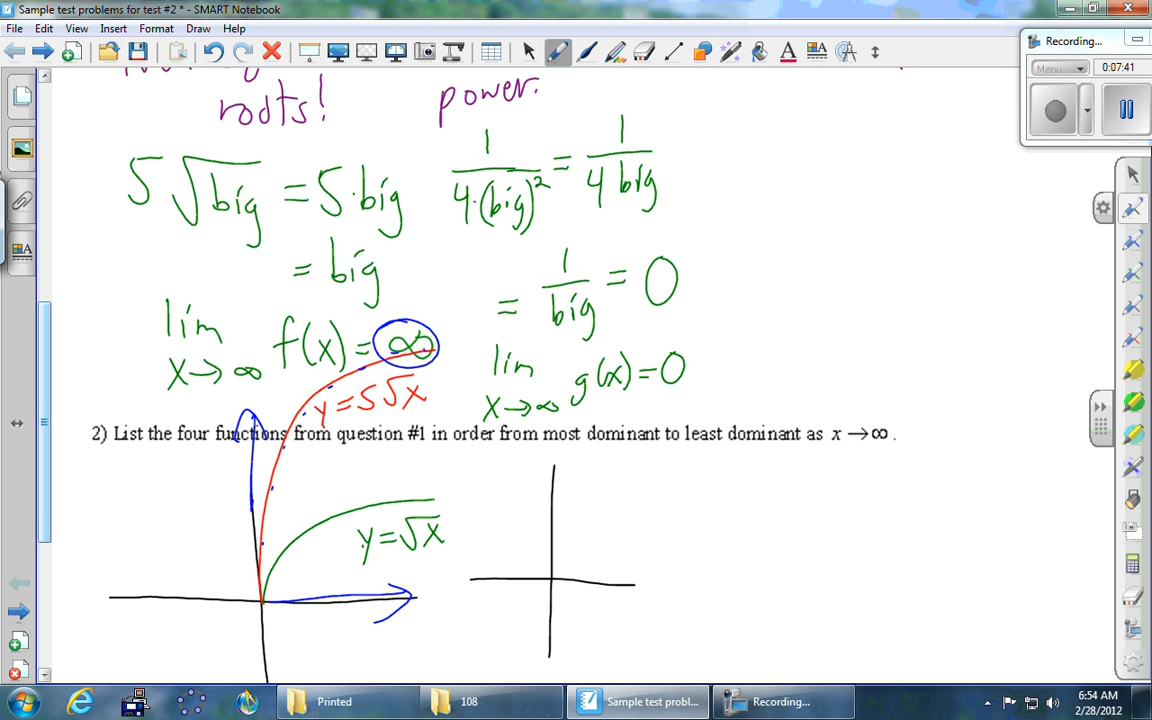 Sample test problems for test #2 * - SMART Notebook
File Edit View Insert Format Draw Help
Recording...
Menu
0:07:41
roots!
power.
5 √big = 5·big
= big
1/4·(big)² = 1/4 big
= 1/big = 0
lim x→∞ f(x) = ∞
lim x→∞ g(x) = 0
y = 5√x
2) List the four functions from question #1 in order from most dominant to least dominant as x → ∞ .
y = √x
Printed
108
Sample test probl...
Recording...
6:54 AM
2/28/2012